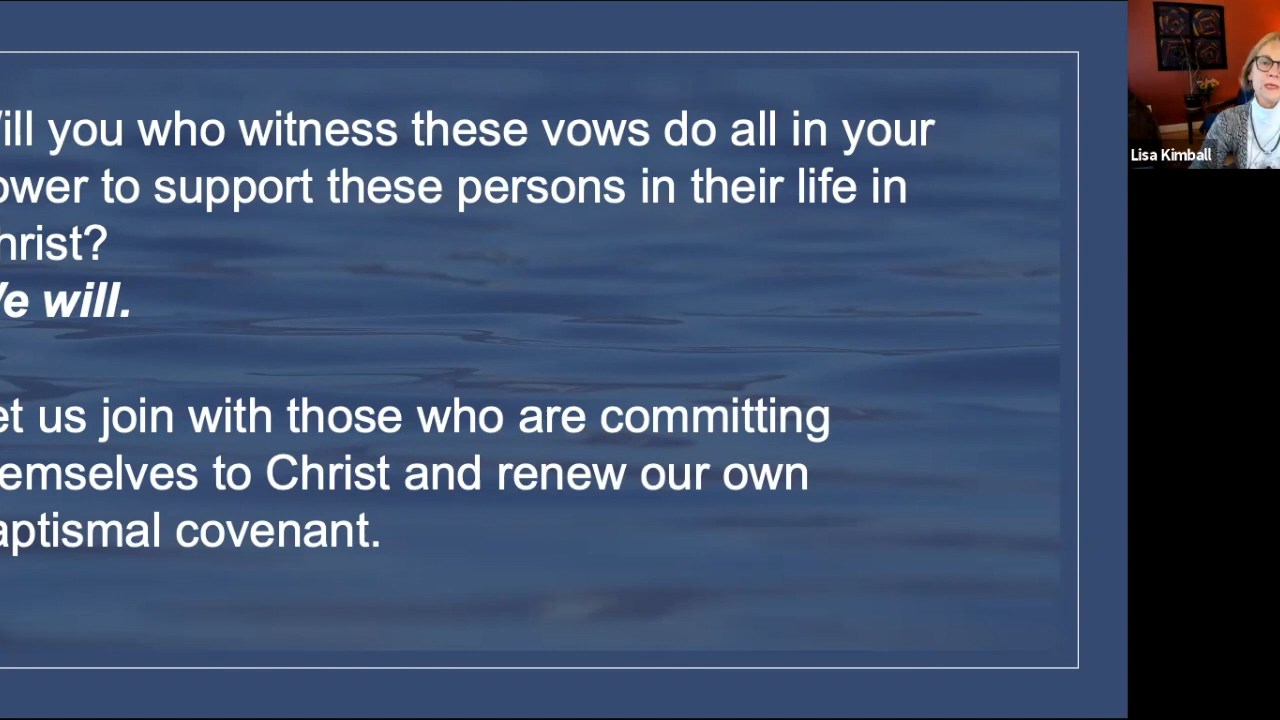 ill you who witness these vows do all in your
ower to support these persons in their life in
hrist?
e will.
et us join with those who are committing
emselves to Christ and renew our own
aptismal covenant.
Lisa Kimball